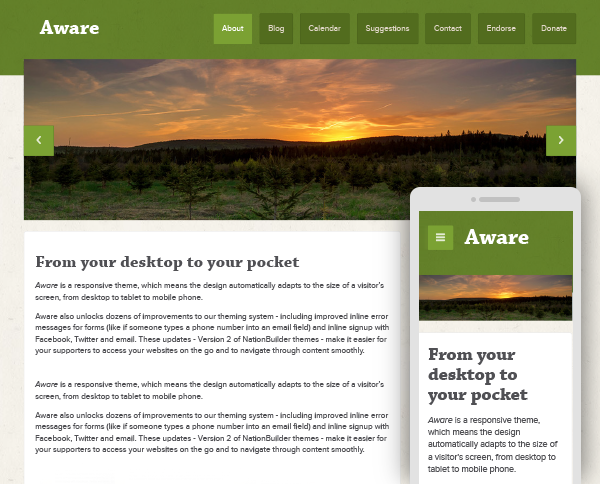 Aware
About Blog Calendar Suggestions Contact Endorse Donate
From your desktop to your pocket
Aware is a responsive theme, which means the design automatically adapts to the size of a visitor's
screen, from desktop to tablet to mobile phone.
Aware also unlocks dozens of improvements to our theming system - including improved inline error
messages for forms (like if someone types a phone number into an email field) and inline signup with
Facebook, Twitter and email. These updates - Version 2 of NationBuilder themes - make it easier for
your supporters to access your websites on the go and to navigate through content smoothly.
Aware is a responsive theme, which means the design automatically adapts to the size of a visitor's
screen, from desktop to tablet to mobile phone.
Aware also unlocks dozens of improvements to our theming system - including improved inline error
messages for forms (like if someone types a phone number into an email field) and inline signup with
Facebook, Twitter and email. These updates - Version 2 of NationBuilder themes - make it easier for
your supporters to access your websites on the go and to navigate through content smoothly.
Aware
From your
desktop to
your pocket
Aware is a responsive theme,
which means the design
automatically adapts to the size of
a visitor's screen, from desktop to
tablet to mobile phone.